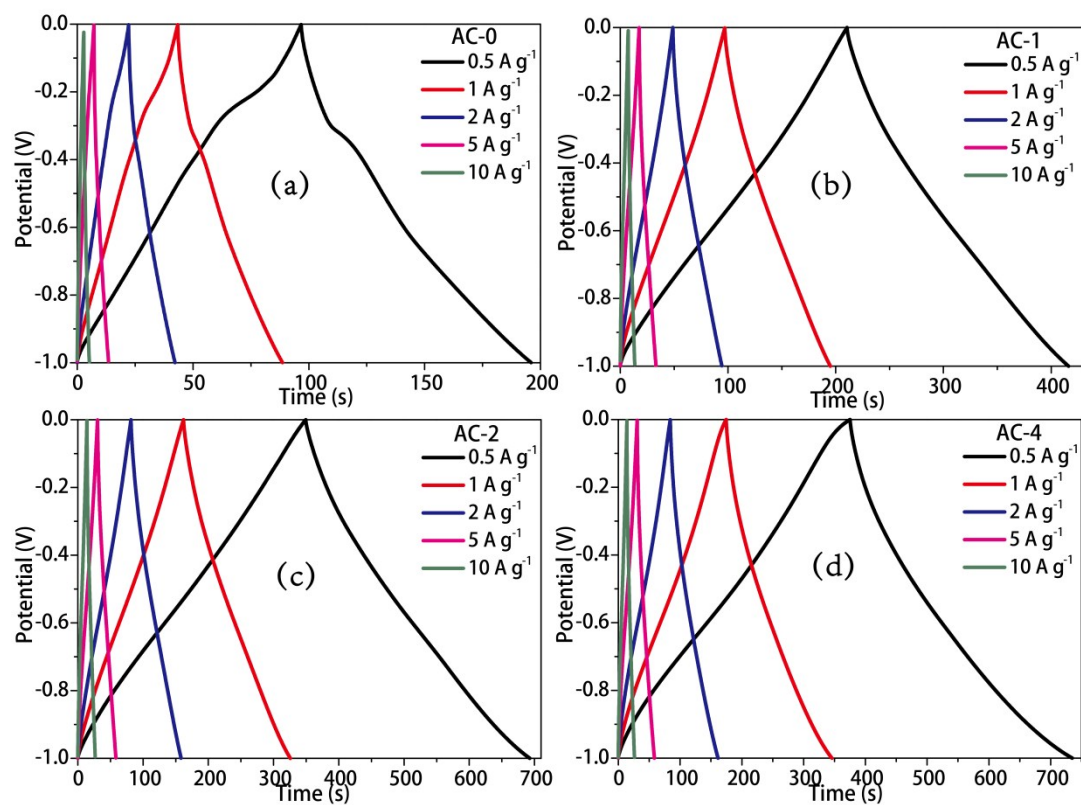 AC-0
0.5 A g⁻¹
1 A g⁻¹
2 A g⁻¹
5 A g⁻¹
10 A g⁻¹
(a)
Potential (V)
0.0
-0.2
-0.4
-0.6
-0.8
-1.0
0 50 100 150 200
Time (s)
AC-1
0.5 A g⁻¹
1 A g⁻¹
2 A g⁻¹
5 A g⁻¹
10 A g⁻¹
(b)
Potential (V)
0.0
-0.2
-0.4
-0.6
-0.8
-1.0
0 100 200 300 400
Time (s)
AC-2
0.5 A g⁻¹
1 A g⁻¹
2 A g⁻¹
5 A g⁻¹
10 A g⁻¹
(c)
Potential (V)
0.0
-0.2
-0.4
-0.6
-0.8
-1.0
0 100 200 300 400 500 600 700
Time (s)
AC-4
0.5 A g⁻¹
1 A g⁻¹
2 A g⁻¹
5 A g⁻¹
10 A g⁻¹
(d)
Potential (V)
0.0
-0.2
-0.4
-0.6
-0.8
-1.0
0 100 200 300 400 500 600 700
Time (s)